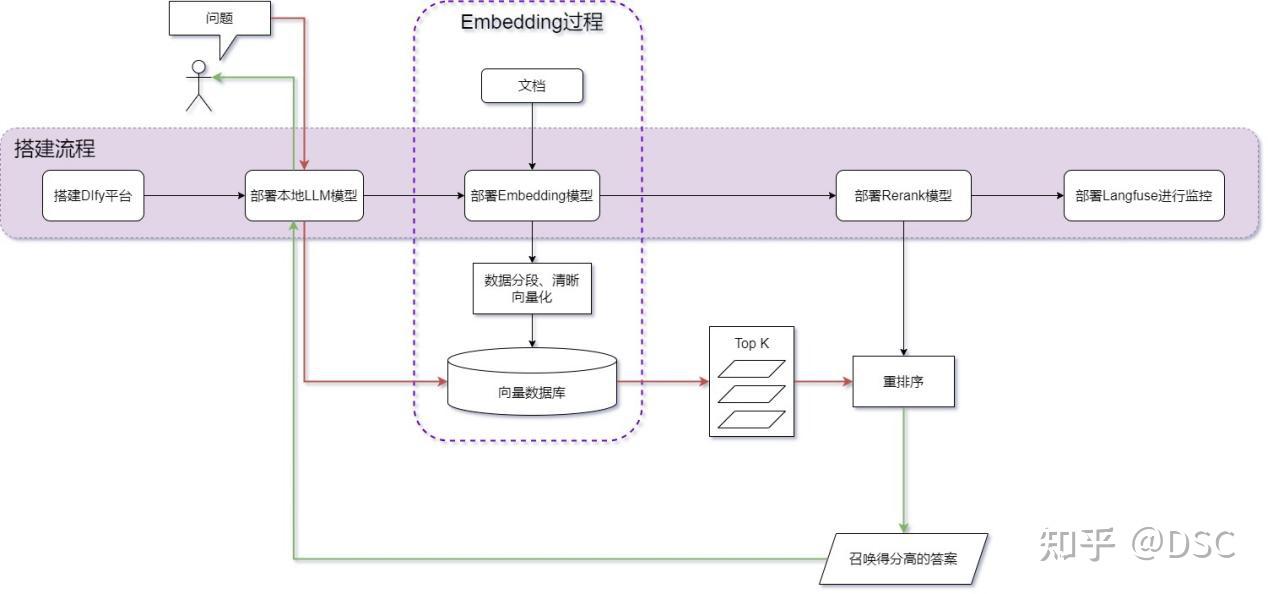 问题
Embedding过程
文档
搭建流程
搭建DIfy平台
部署本地LLM模型
部署Embedding模型
部署Rerank模型
部署Langfuse进行监控
数据分段、清晰
向量化
Top K
向量数据库
重排序
召唤得分高的答案
知乎 @DSC